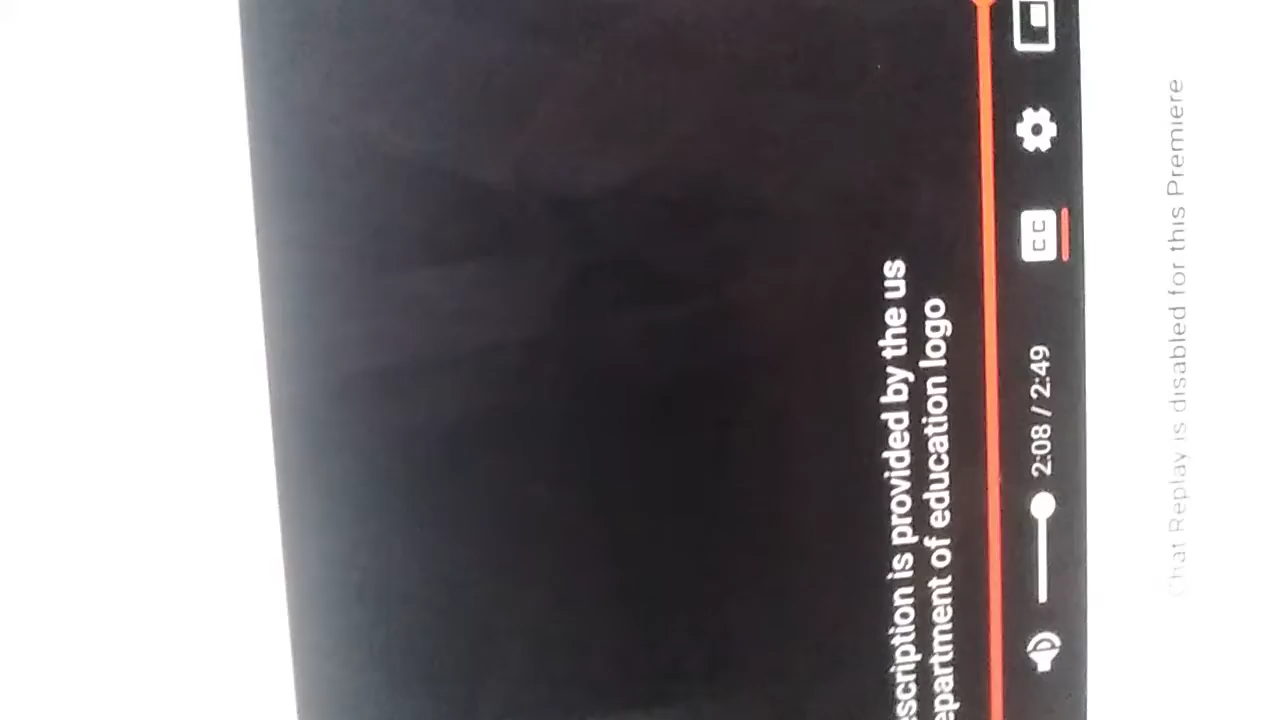 escription is provided by the us
epartment of education logo
2:08 / 2:49
CC
Chat Replay is disabled for this Premiere